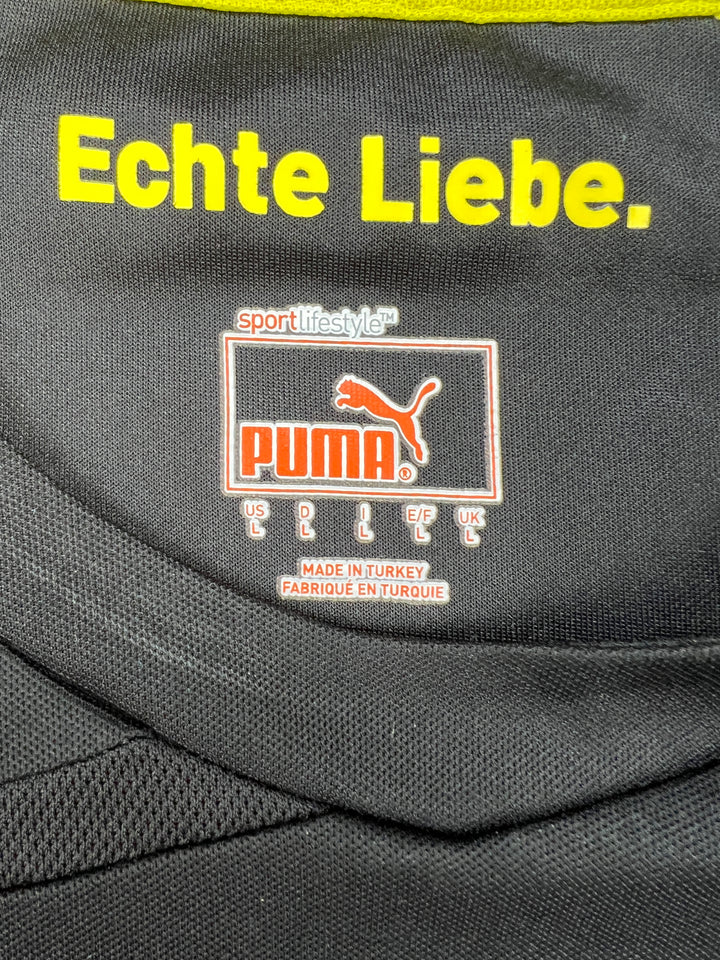 Echte Liebe.
sportlifestyle™
PUMA®
US D I E/F UK
L L L L L
MADE IN TURKEY
FABRIQUÉ EN TURQUIE